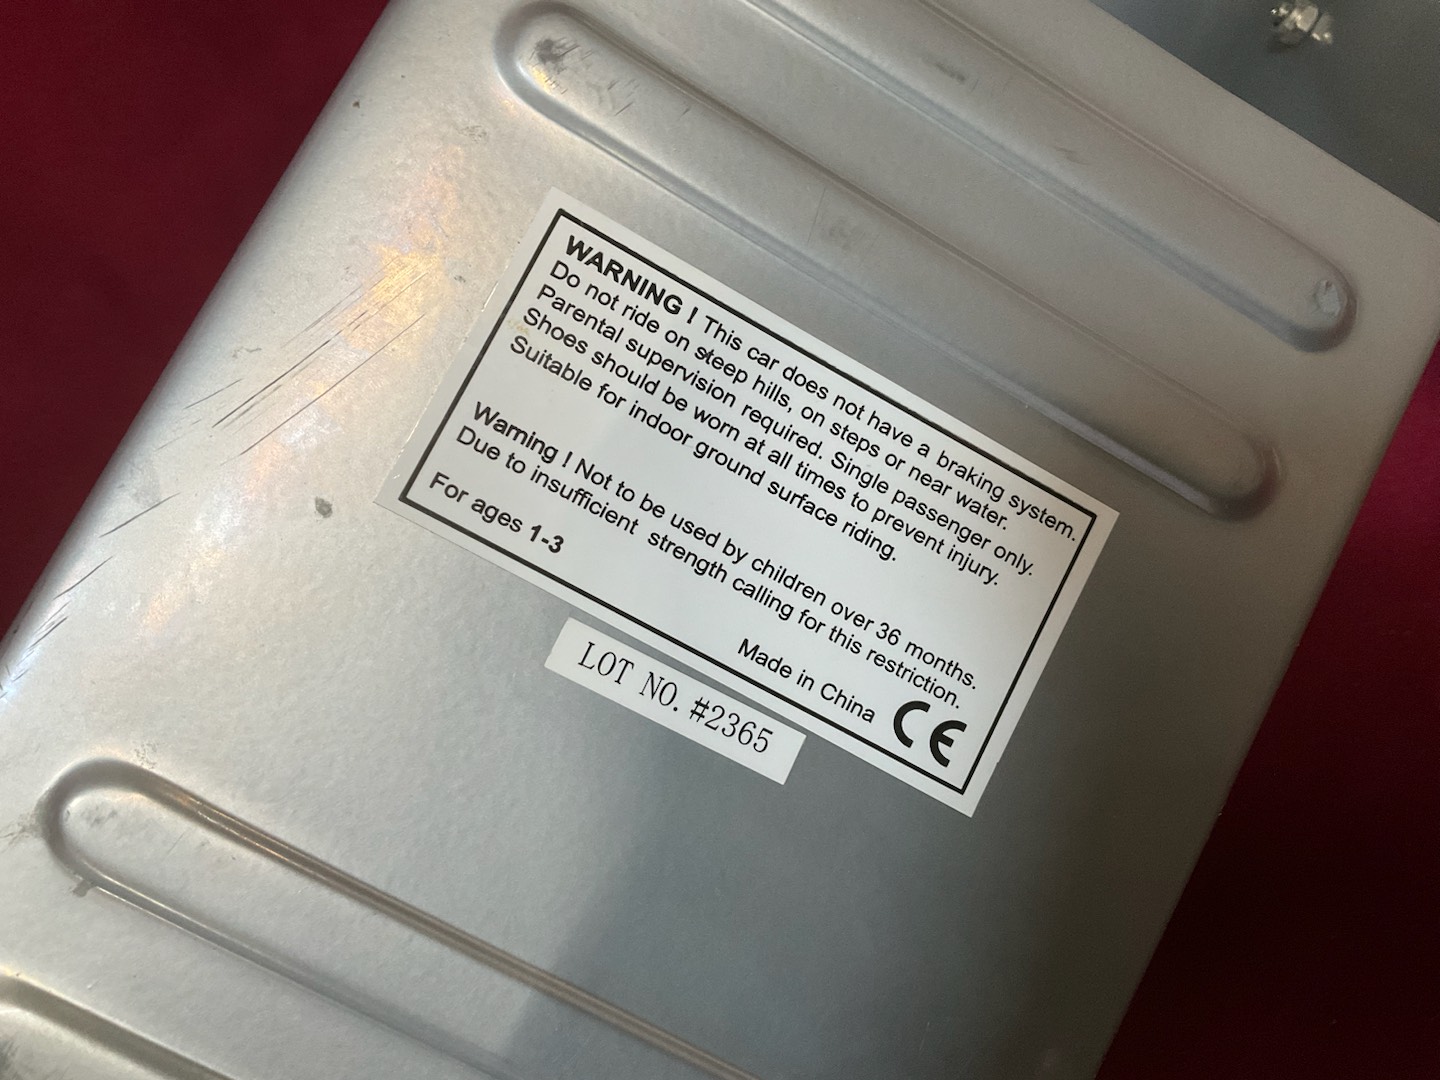 WARNING ! This car does not have a braking system.
Do not ride on steep hills, on steps or near water.
Parental supervision required. Single passenger only.
Shoes should be worn at all times to prevent injury.
Suitable for indoor ground surface riding.
Warning ! Not to be used by children over 36 months.
Due to insufficient strength calling for this restriction.
For ages 1-3
Made in China CE
LOT NO. #2365